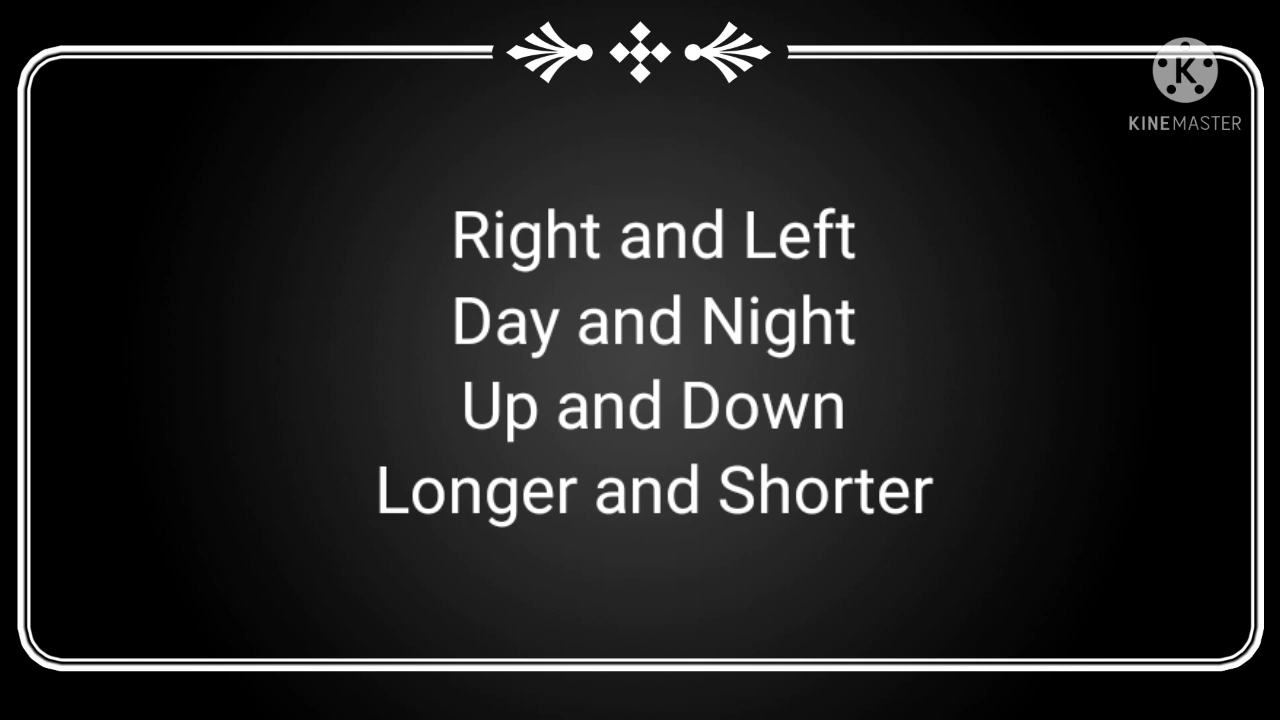 K
KINEMASTER
Right and Left
Day and Night
Up and Down
Longer and Shorter